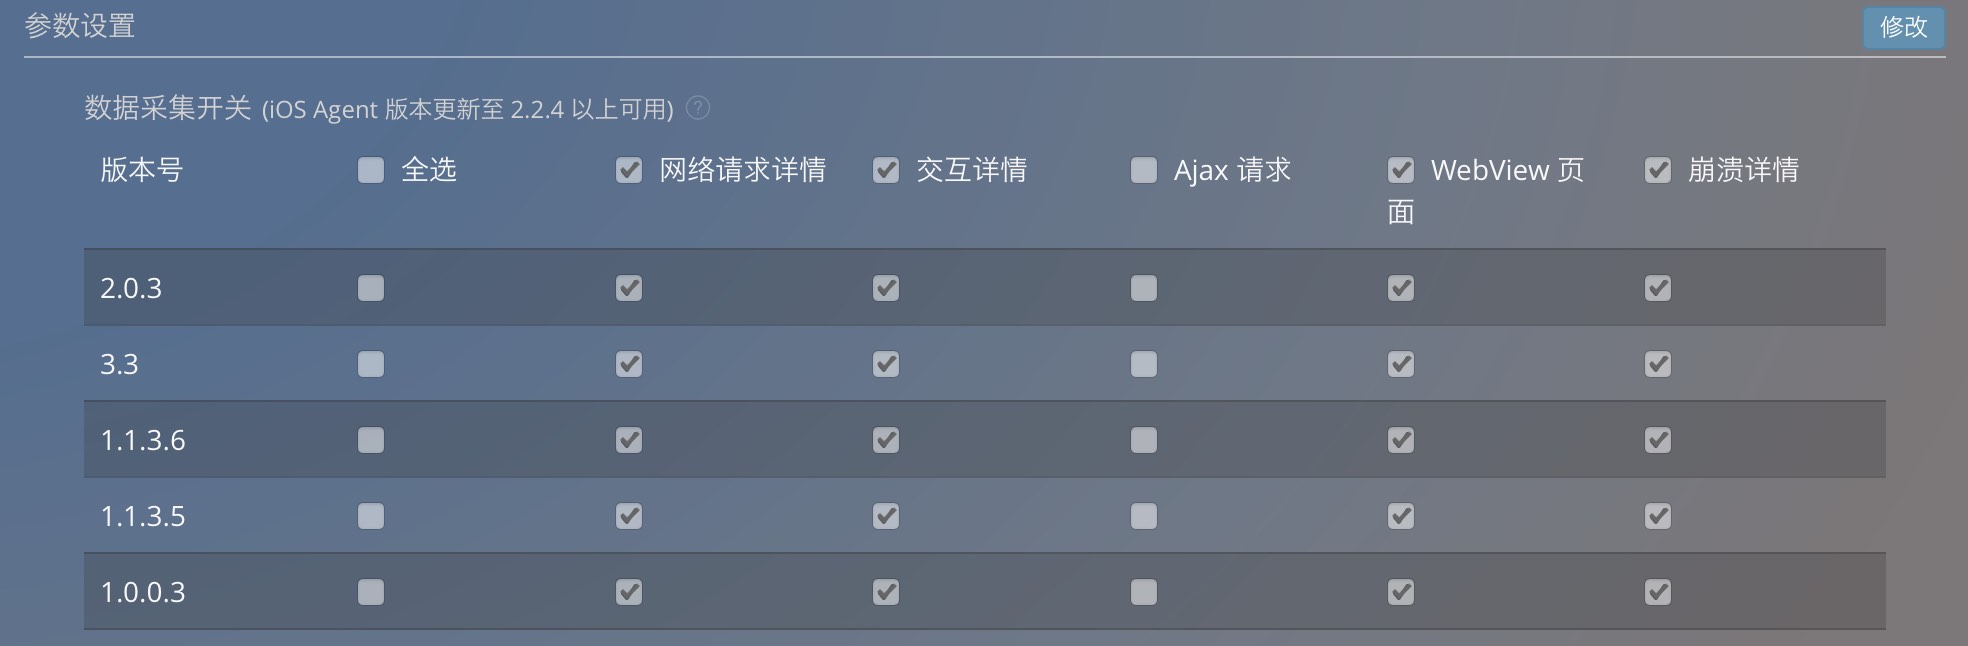 参数设置
修改
数据采集开关 (iOS Agent 版本更新至 2.2.4 以上可用) ?
版本号 全选 网络请求详情 交互详情 Ajax 请求 WebView 页 崩溃详情
面
2.0.3
3.3
1.1.3.6
1.1.3.5
1.0.0.3